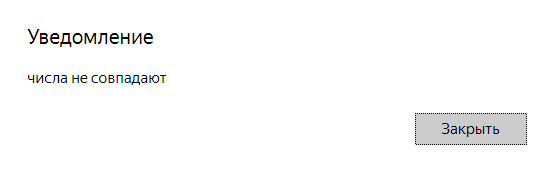 Уведомление
числа не совпадают
Закрыть